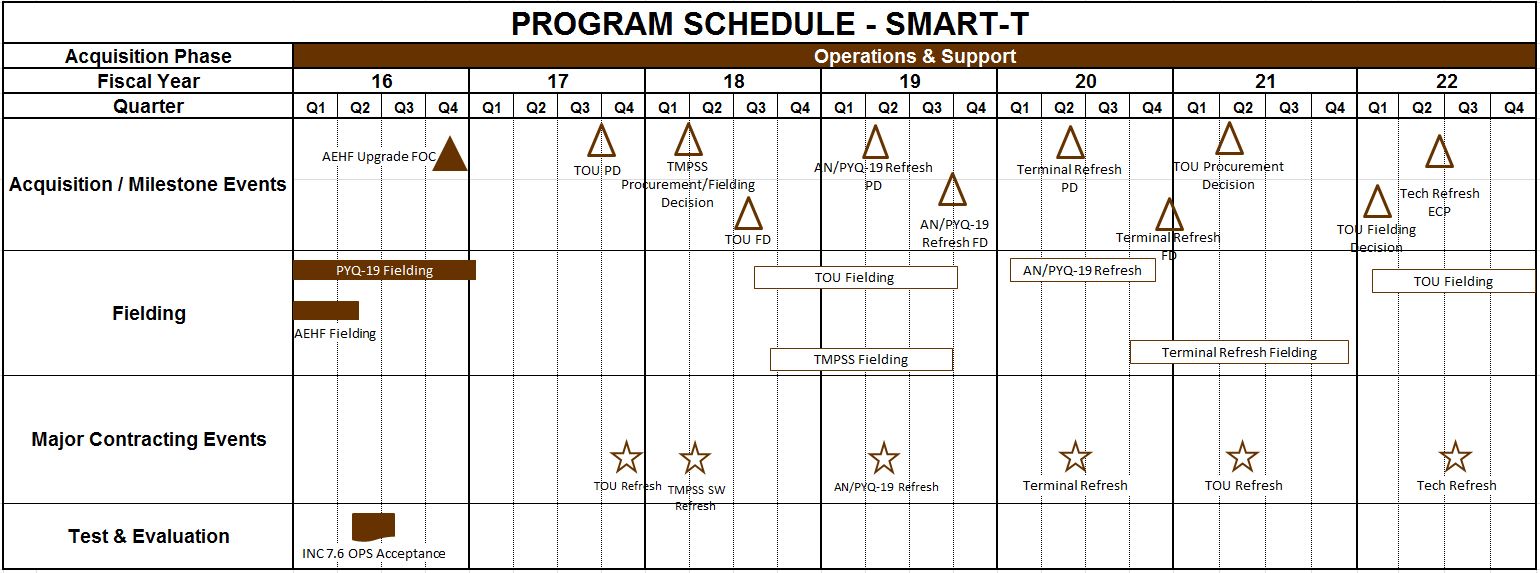 PROGRAM SCHEDULE - SMART-T
Acquisition Phase
Operations & Support
Fiscal Year
16 17 18 19 20 21 22
Quarter
Q1 Q2 Q3 Q4 Q1 Q2 Q3 Q4 Q1 Q2 Q3 Q4 Q1 Q2 Q3 Q4 Q1 Q2 Q3 Q4 Q1 Q2 Q3 Q4 Q1 Q2 Q3 Q4
Acquisition / Milestone Events
AEHF Upgrade FOC
TOU PD
TMPSS
Procurement/Fielding
Decision
TOU FD
AN/PYQ-19 Refresh
PD
AN/PYQ-19
Refresh FD
Terminal Refresh
PD
Terminal Refresh
FD
TOU Procurement
Decision
TOU Fielding
Decision
Tech Refresh
ECP
Fielding
PYQ-19 Fielding
AEHF Fielding
TOU Fielding
TMPSS Fielding
AN/PYQ-19 Refresh
Terminal Refresh Fielding
TOU Fielding
Major Contracting Events
TOU Refresh
TMPSS SW
Refresh
AN/PYQ-19 Refresh
Terminal Refresh
TOU Refresh
Tech Refresh
Test & Evaluation
INC 7.6 OPS Acceptance